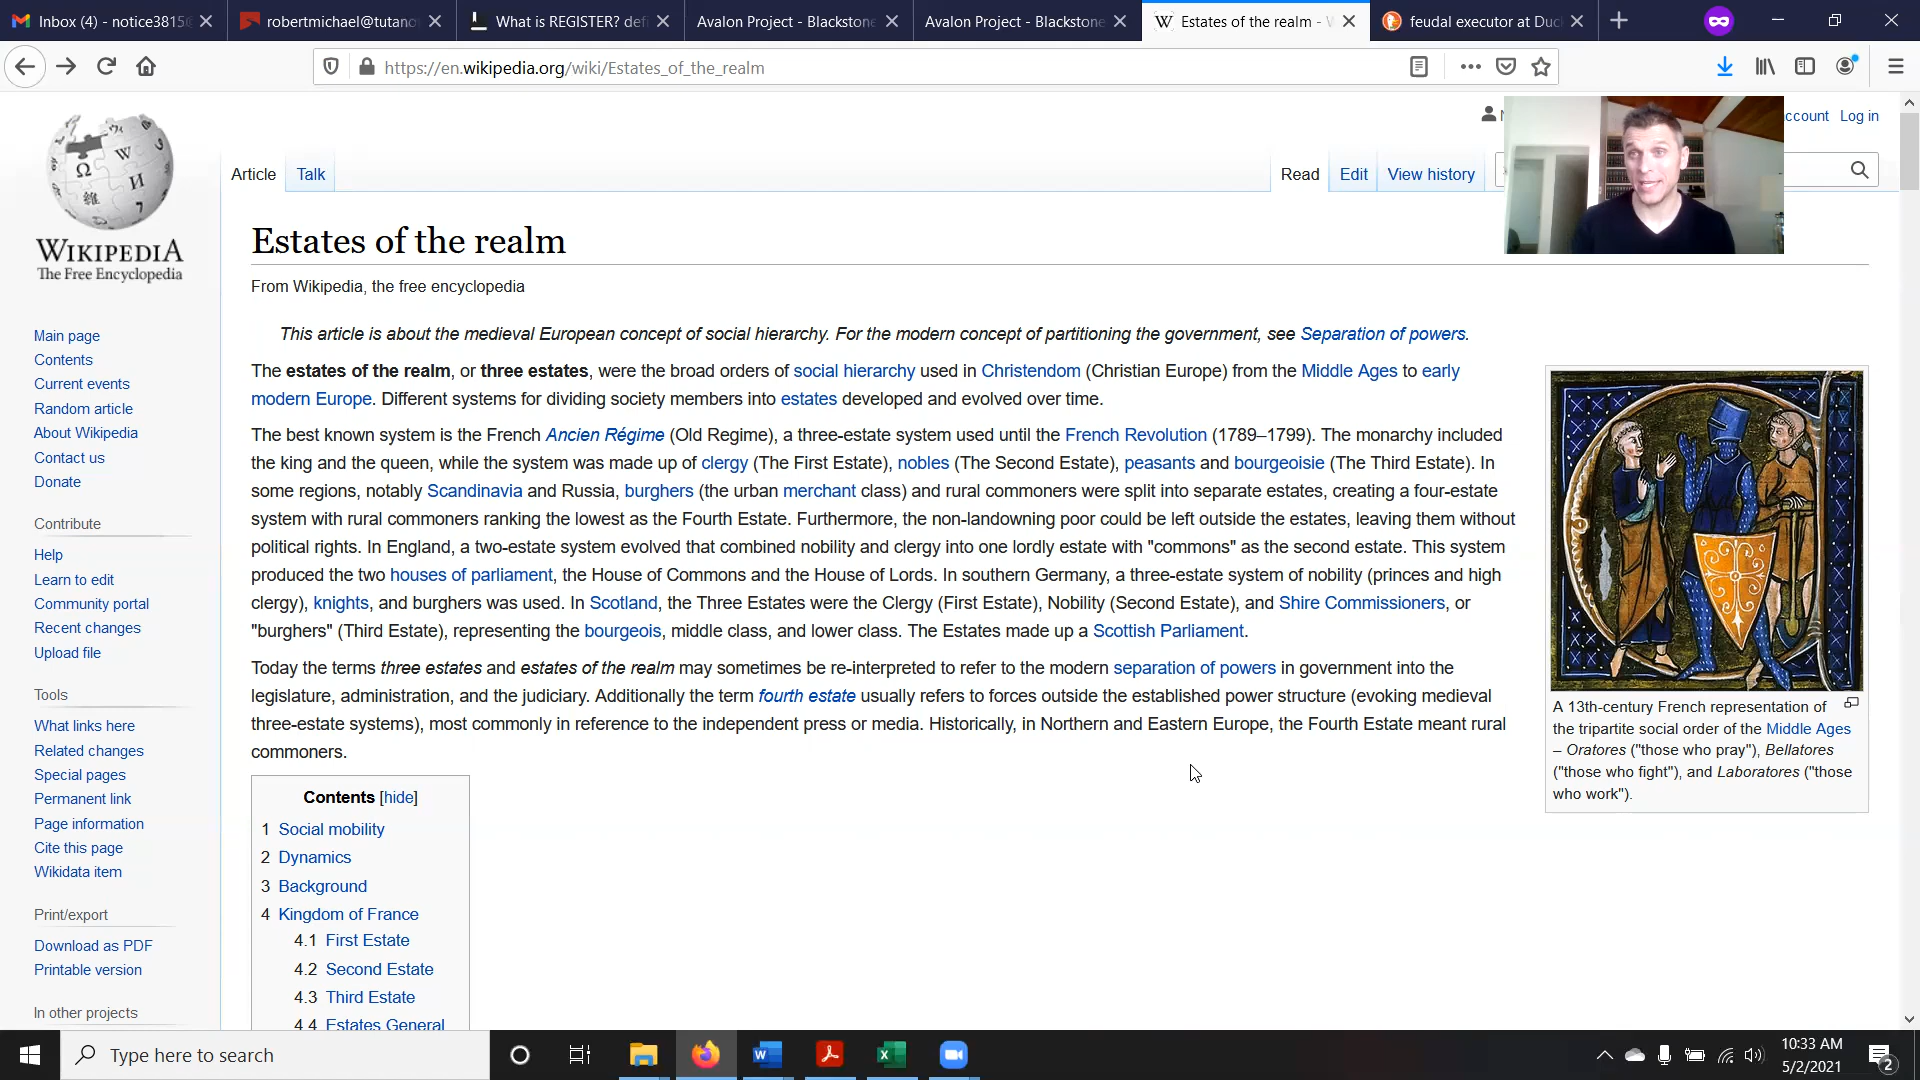 Inbox (4) - notice3815
robertmichael@tutano
What is REGISTER? defi
Avalon Project - Blackstone
Avalon Project - Blackstone
W Estates of the realm - W
feudal executor at Duc
https://en.wikipedia.org/wiki/Estates_of_the_realm
ccount Log in
Article Talk
Read Edit View history
WIKIPEDIA
The Free Encyclopedia
Main page
Contents
Current events
Random article
About Wikipedia
Contact us
Donate
Contribute
Help
Learn to edit
Community portal
Recent changes
Upload file
Tools
What links here
Related changes
Special pages
Permanent link
Page information
Cite this page
Wikidata item
Print/export
Download as PDF
Printable version
In other projects
Estates of the realm
From Wikipedia, the free encyclopedia
This article is about the medieval European concept of social hierarchy. For the modern concept of partitioning the government, see Separation of powers.
The estates of the realm, or three estates, were the broad orders of social hierarchy used in Christendom (Christian Europe) from the Middle Ages to early
modern Europe. Different systems for dividing society members into estates developed and evolved over time.
The best known system is the French Ancien Régime (Old Regime), a three-estate system used until the French Revolution (1789–1799). The monarchy included
the king and the queen, while the system was made up of clergy (The First Estate), nobles (The Second Estate), peasants and bourgeoisie (The Third Estate). In
some regions, notably Scandinavia and Russia, burghers (the urban merchant class) and rural commoners were split into separate estates, creating a four-estate
system with rural commoners ranking the lowest as the Fourth Estate. Furthermore, the non-landowning poor could be left outside the estates, leaving them without
political rights. In England, a two-estate system evolved that combined nobility and clergy into one lordly estate with "commons" as the second estate. This system
produced the two houses of parliament, the House of Commons and the House of Lords. In southern Germany, a three-estate system of nobility (princes and high
clergy), knights, and burghers was used. In Scotland, the Three Estates were the Clergy (First Estate), Nobility (Second Estate), and Shire Commissioners, or
"burghers" (Third Estate), representing the bourgeois, middle class, and lower class. The Estates made up a Scottish Parliament.
Today the terms three estates and estates of the realm may sometimes be re-interpreted to refer to the modern separation of powers in government into the
legislature, administration, and the judiciary. Additionally the term fourth estate usually refers to forces outside the established power structure (evoking medieval
three-estate systems), most commonly in reference to the independent press or media. Historically, in Northern and Eastern Europe, the Fourth Estate meant rural
commoners.
A 13th-century French representation of
the tripartite social order of the Middle Ages
– Oratores ("those who pray"), Bellatores
("those who fight"), and Laboratores ("those
who work").
Contents [hide]
1 Social mobility
2 Dynamics
3 Background
4 Kingdom of France
4.1 First Estate
4.2 Second Estate
4.3 Third Estate
4.4 Estates General
Type here to search
10:33 AM
5/2/2021
2